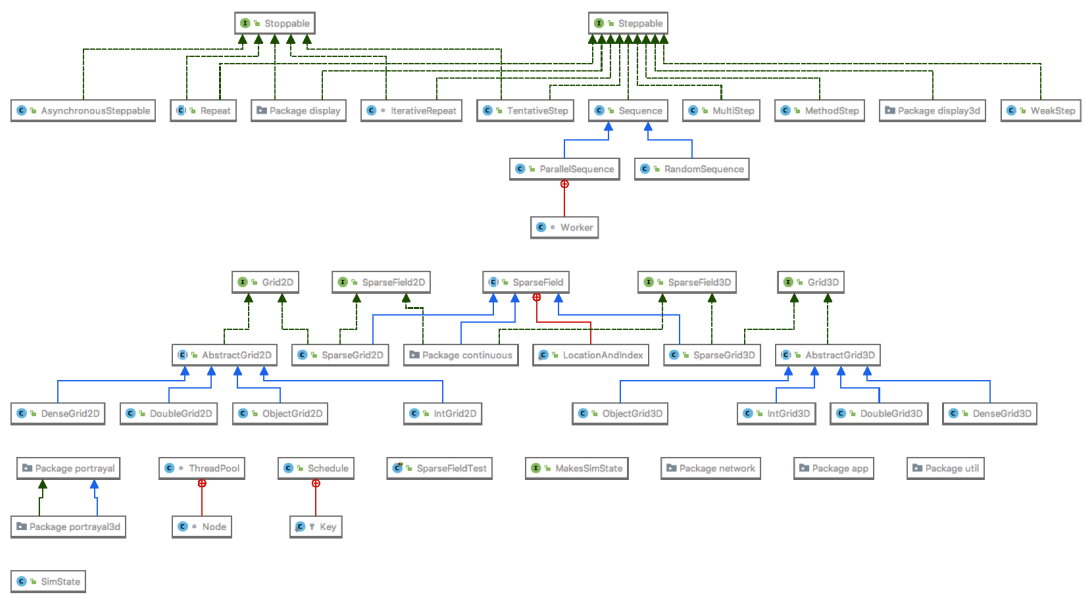 Stoppable
Steppable
AsynchronousSteppable
Repeat
Package display
IterativeRepeat
TentativeStep
Sequence
MultiStep
MethodStep
Package display3d
WeakStep
ParallelSequence
RandomSequence
Worker
Grid2D
SparseField2D
SparseField
SparseField3D
Grid3D
AbstractGrid2D
SparseGrid2D
Package continuous
LocationAndIndex
SparseGrid3D
AbstractGrid3D
DenseGrid2D
DoubleGrid2D
ObjectGrid2D
IntGrid2D
ObjectGrid3D
IntGrid3D
DoubleGrid3D
DenseGrid3D
Package portrayal
ThreadPool
Schedule
SparseFieldTest
MakesSimState
Package network
Package app
Package util
Package portrayal3d
Node
Key
SimState